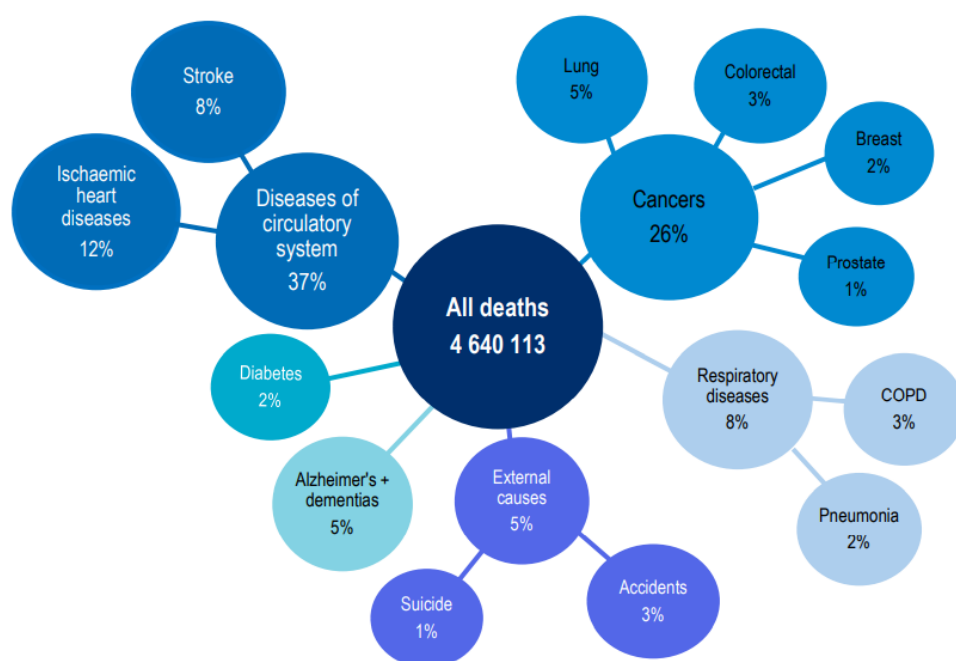 Stroke
8%
Ischaemic
heart
diseases
12%
Diseases of
circulatory
system
37%
Lung
5%
Colorectal
3%
Breast
2%
Cancers
26%
Prostate
1%
All deaths
4 640 113
Diabetes
2%
Alzheimer's +
dementias
5%
External
causes
5%
Suicide
1%
Accidents
3%
Respiratory
diseases
8%
COPD
3%
Pneumonia
2%